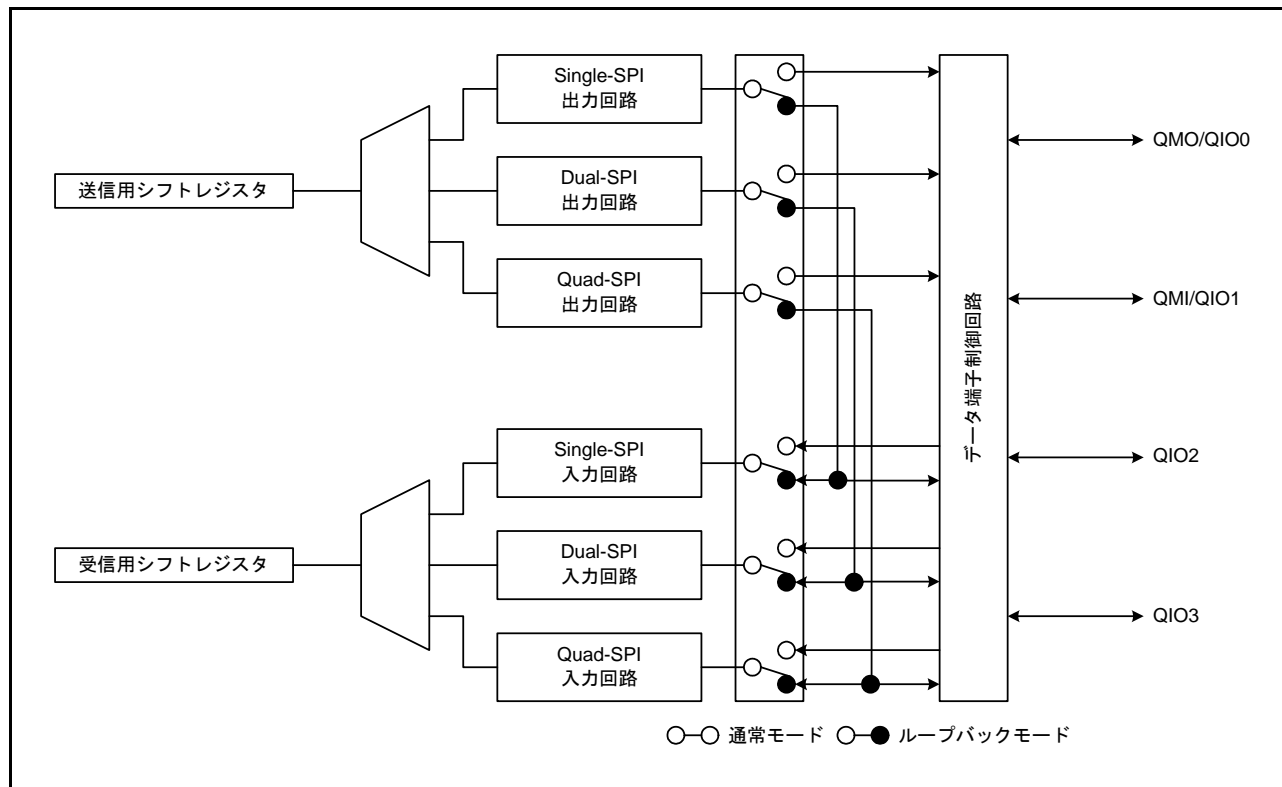 Single-SPI
出力回路
送信用シフトレジスタ
Dual-SPI
出力回路
Quad-SPI
出力回路
Single-SPI
入力回路
受信用シフトレジスタ
Dual-SPI
入力回路
Quad-SPI
入力回路
データ端子制御回路
QMO/QIO0
QMI/QIO1
QIO2
QIO3
通常モード
ループバックモード